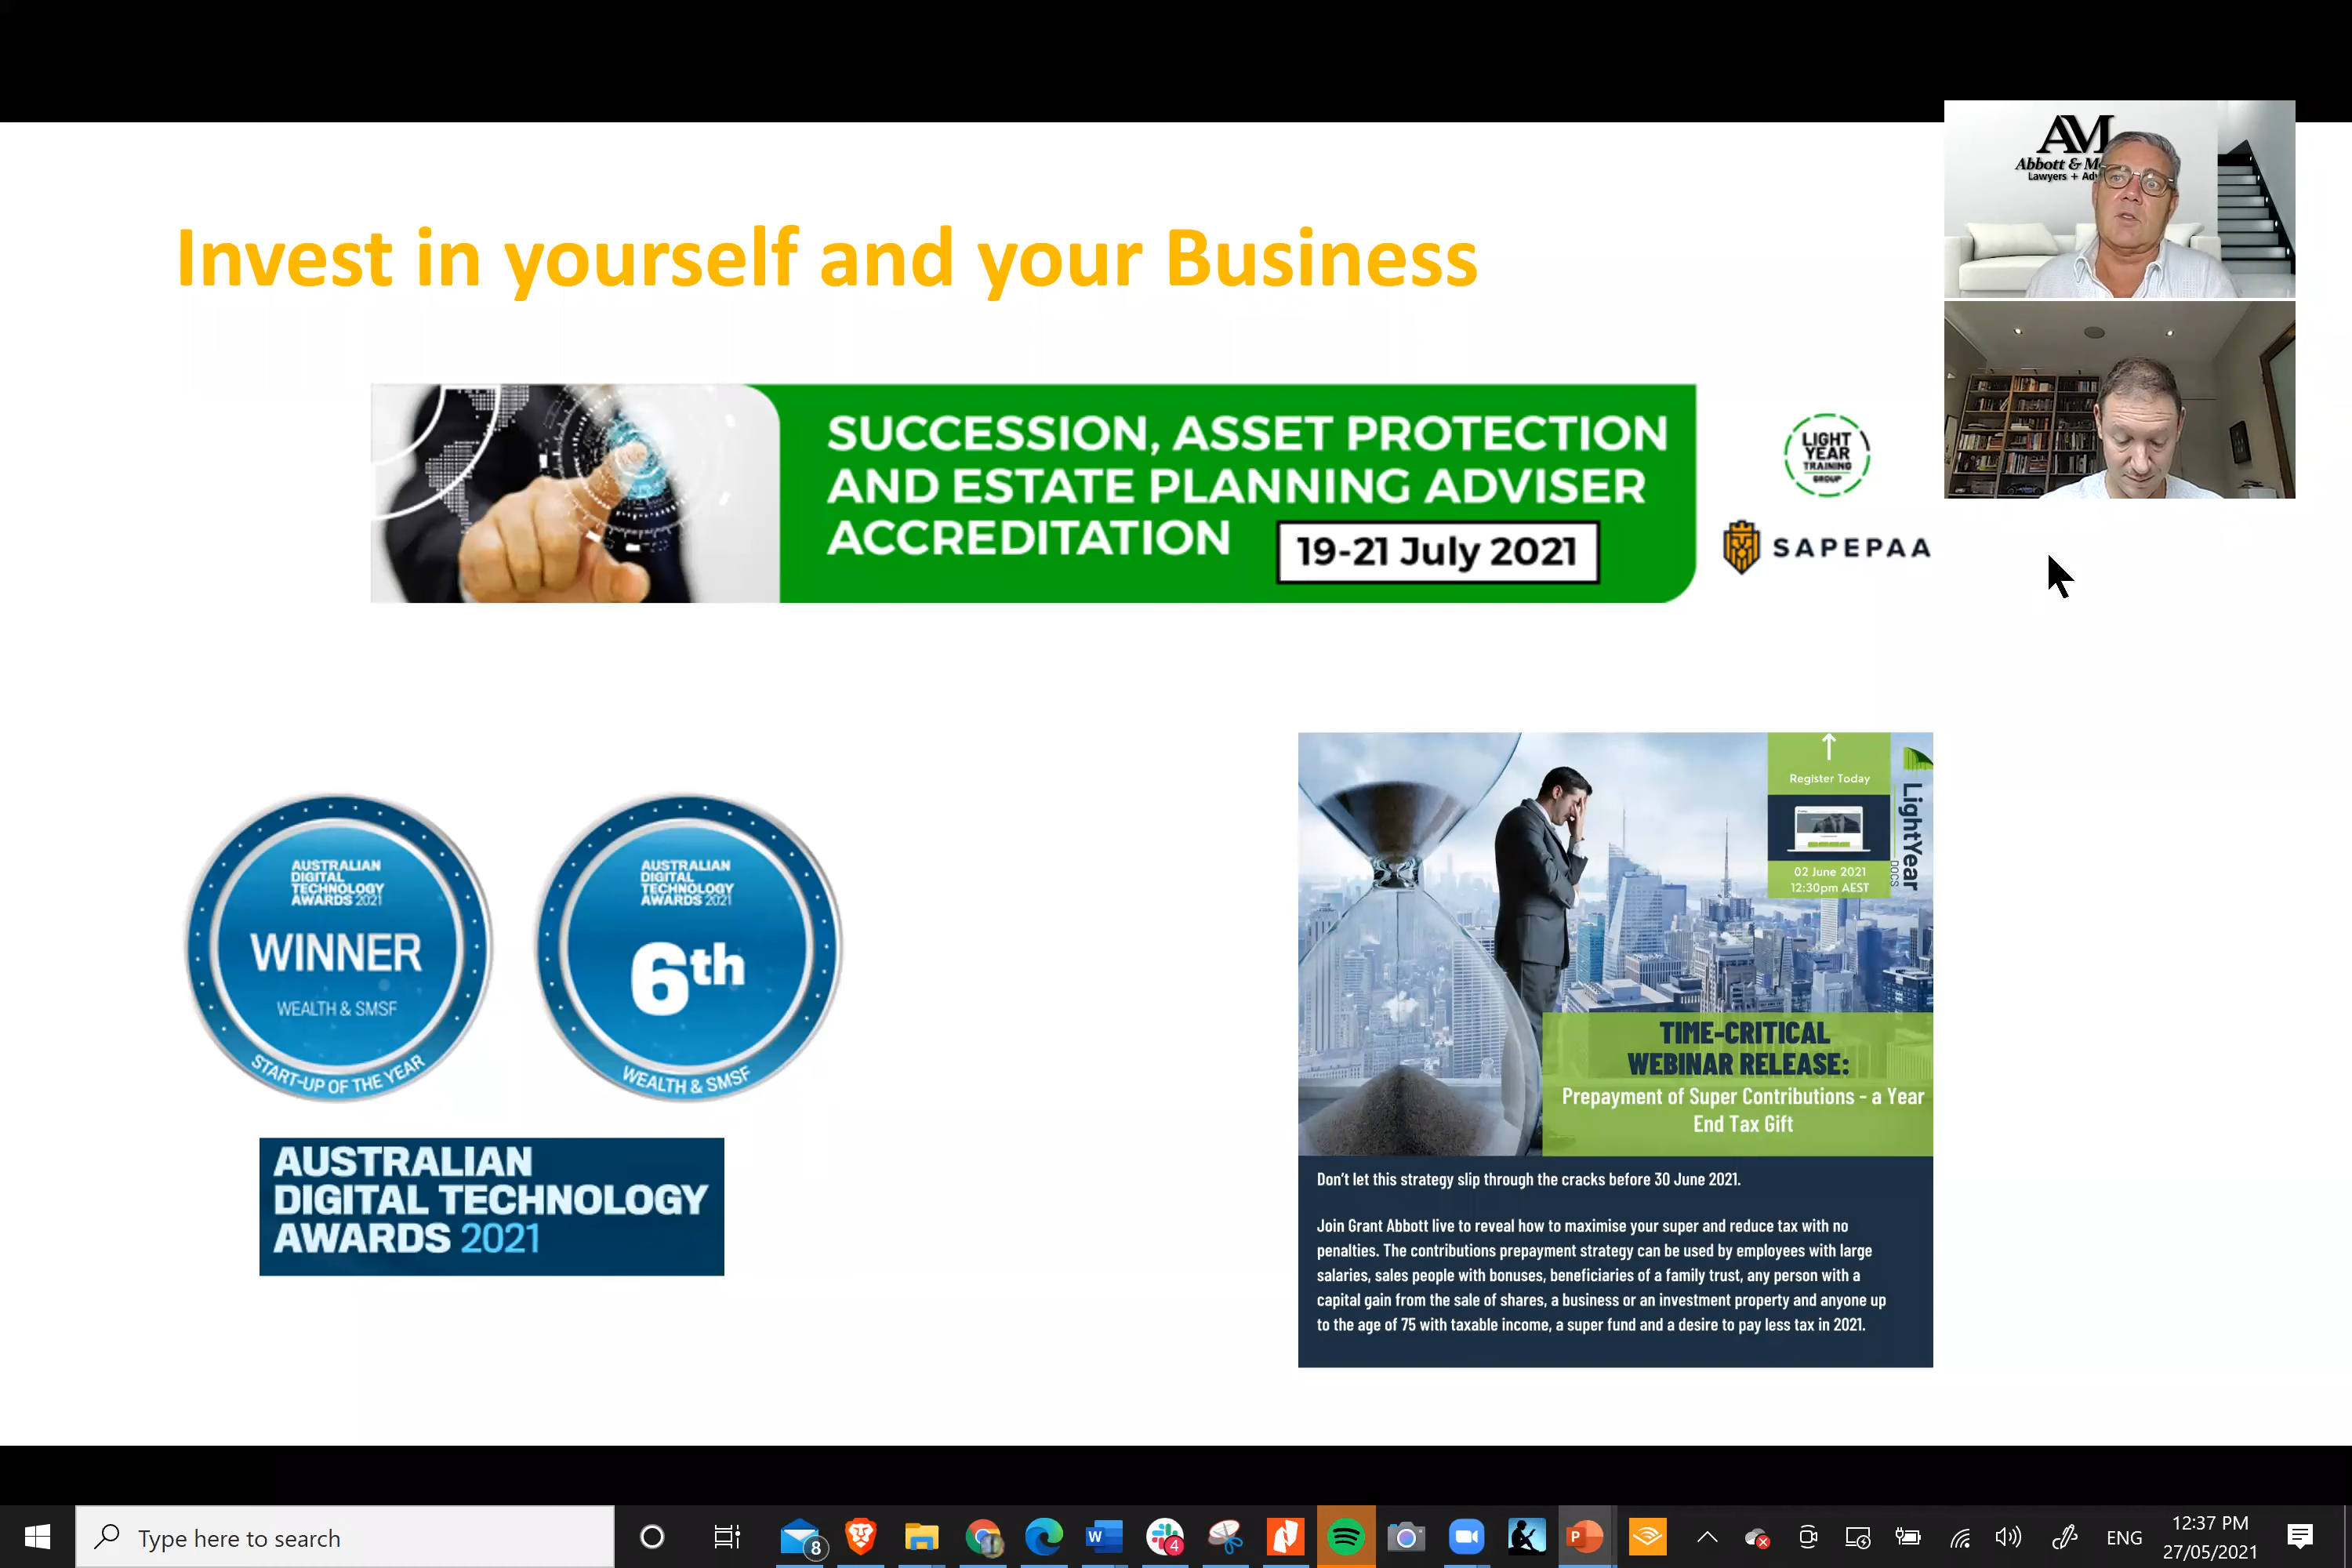 AM
Abbott & M
Lawyers + Adv
Invest in yourself and your Business
SUCCESSION, ASSET PROTECTION
AND ESTATE PLANNING ADVISER
ACCREDITATION
19-21 July 2021
LIGHT
YEAR
TRAINING
GROUP
SAPEPAA
AUSTRALIAN
DIGITAL
TECHNOLOGY
AWARDS 2021
WINNER
WEALTH & SMSF
START-UP OF THE YEAR
AUSTRALIAN
DIGITAL
TECHNOLOGY
AWARDS 2021
6th
WEALTH & SMSF
AUSTRALIAN
DIGITAL TECHNOLOGY
AWARDS 2021
Register Today
02 June 2021
12:30pm AEST
LightYear
DOCS
TIME-CRITICAL
WEBINAR RELEASE:
Prepayment of Super Contributions - a Year
End Tax Gift
Don't let this strategy slip through the cracks before 30 June 2021.
Join Grant Abbott live to reveal how to maximise your super and reduce tax with no
penalties. The contributions prepayment strategy can be used by employees with large
salaries, sales people with bonuses, beneficiaries of a family trust, any person with a
capital gain from the sale of shares, a business or an investment property and anyone up
to the age of 75 with taxable income, a super fund and a desire to pay less tax in 2021.
Type here to search
8
W
4
P
ENG
12:37 PM
27/05/2021